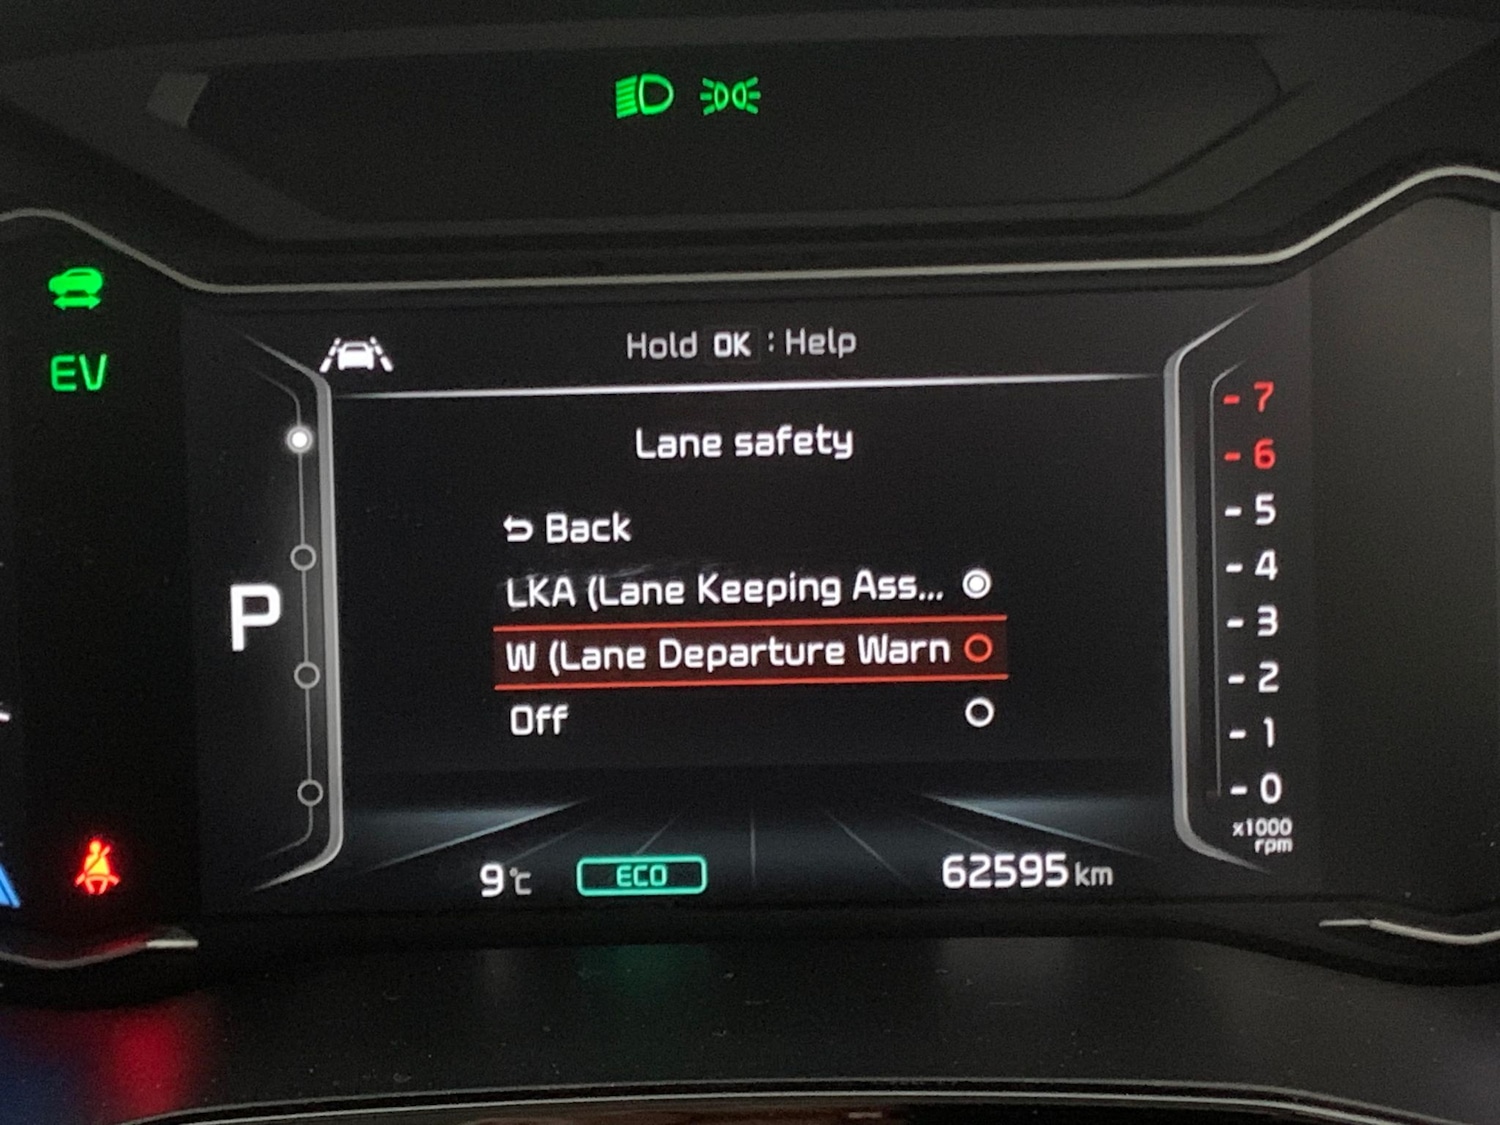 Hold OK : Help
EV
Lane safety
Back
LKA (Lane Keeping Ass...
W (Lane Departure Warn
Off
P
- 7
- 6
- 5
- 4
- 3
- 2
- 1
- 0
x1000
rpm
9°C
ECO
62595 km